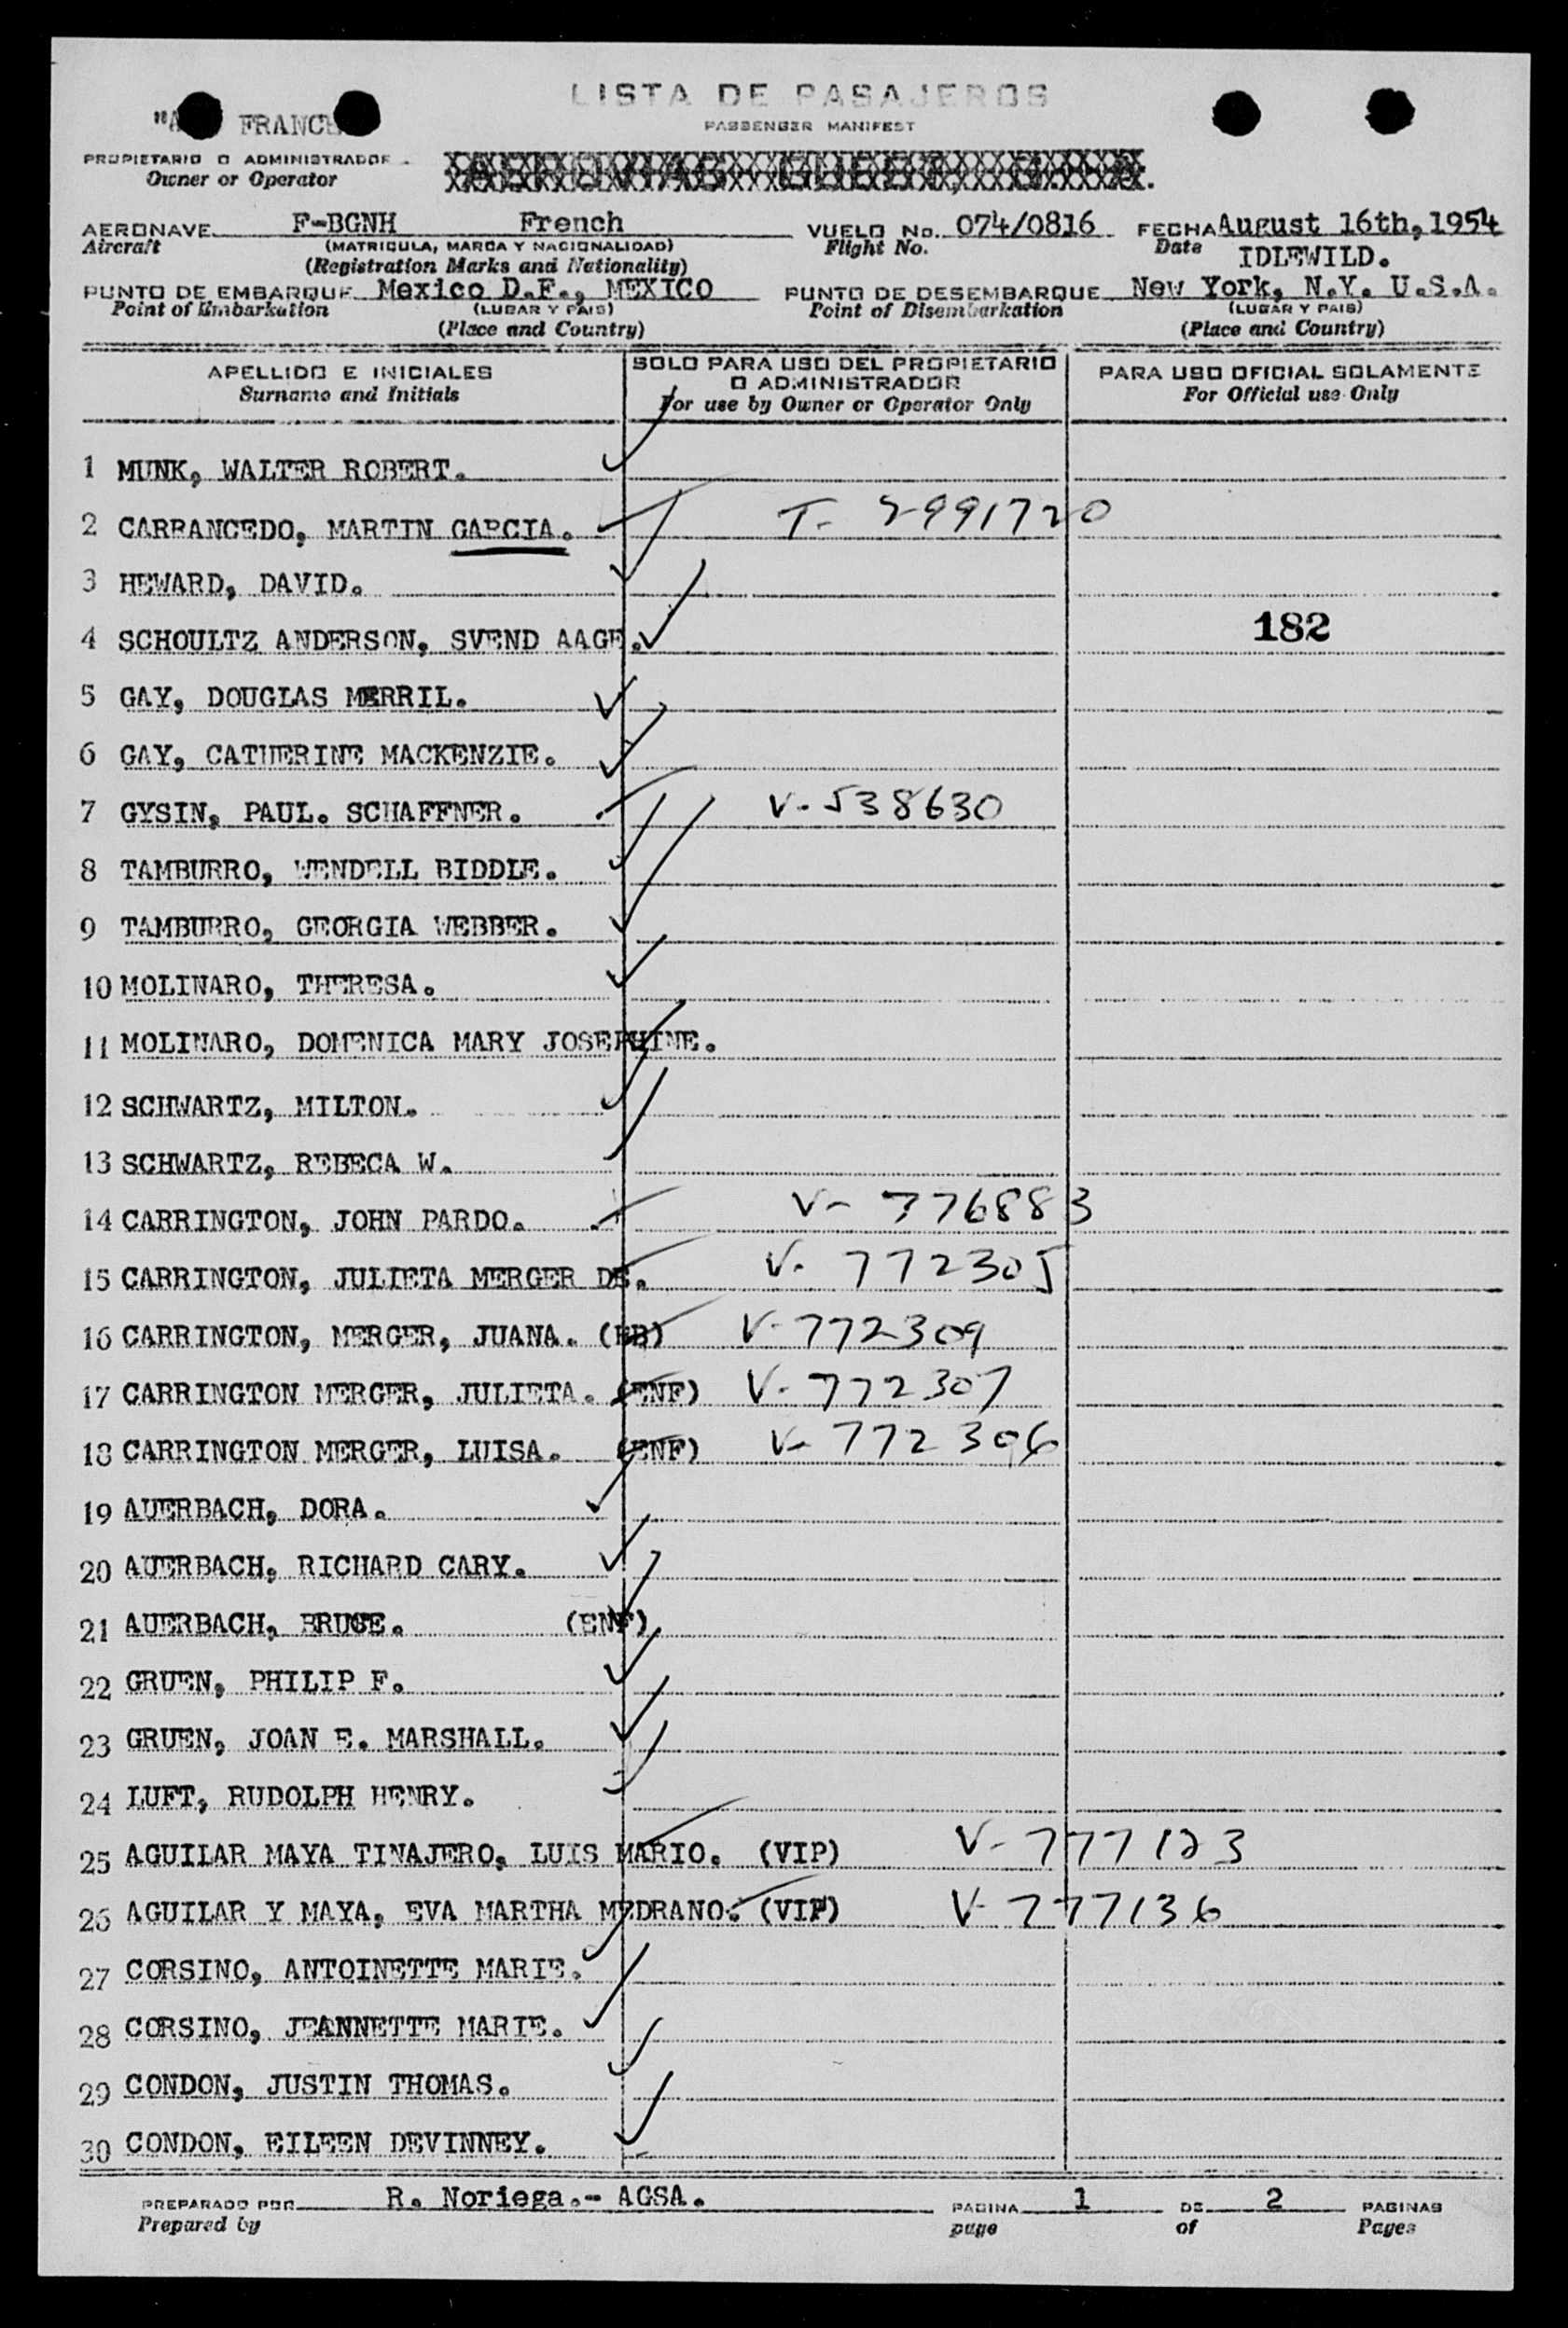 LISTA DE PASAJEROS
PASSENGER MANIFEST
FRANCE
PROPIETARIO O ADMINISTRADOR
Owner or Operator
AERONAVE F-BGNH French VUELO No. 074/0816 FECHA August 16th, 1954
Aircraft (MATRICULA, MARCA Y NACIONALIDAD) Flight No. Date IDLEWILD.
(Registration Marks and Nationality)
PUNTO DE EMBARQUE Mexico D.F., MEXICO PUNTO DE DESEMBARQUE New York, N.Y. U.S.A.
Point of Embarkation (LUGAR Y PAIS) Point of Disembarkation (LUGAR Y PAIS)
(Place and Country) (Place and Country)
APELLIDO E INICIALES SOLO PARA USO DEL PROPIETARIO O ADMINISTRADOR PARA USO OFICIAL SOLAMENTE
Surname and Initials For use by Owner or Operator Only For Official use Only
1 MUNK, WALTER ROBERT.
2 CARRANCEDO, MARTIN GARCIA. T- 2991720
3 HEWARD, DAVID.
4 SCHOULTZ ANDERSON, SVEND AAGE. 182
5 GAY, DOUGLAS MERRIL.
6 GAY, CATHERINE MACKENZIE.
7 GYSIN, PAUL. SCHAFFNER. V-538630
8 TAMBURRO, WENDELL BIDDLE.
9 TAMBURRO, GEORGIA WEBBER.
10 MOLINARO, THERESA.
11 MOLINARO, DOMENICA MARY JOSEPHINE.
12 SCHWARTZ, MILTON.
13 SCHWARTZ, REBECA W.
14 CARRINGTON, JOHN PARDO. V- 776883
15 CARRINGTON, JULIETA MERGER DE. V- 772305
16 CARRINGTON, MERGER, JUANA. (BB) V-772309
17 CARRINGTON MERGER, JULIETA. (ENF) V-772307
18 CARRINGTON MERGER, LUISA. (ENF) V-772306
19 AUERBACH, DORA.
20 AUERBACH, RICHARD CARY.
21 AUERBACH, BRUCE. (ENF)
22 GRUEN, PHILIP F.
23 GRUEN, JOAN E. MARSHALL.
24 LUFT, RUDOLPH HENRY.
25 AGUILAR MAYA TINAJERO, LUIS MARIO. (VIP) V-777123
26 AGUILAR Y MAYA, EVA MARTHA MEDRANO. (VIP) V-777136
27 CORSINO, ANTOINETTE MARIE.
28 CORSINO, JEANNETTE MARIE.
29 CONDON, JUSTIN THOMAS.
30 CONDON, EILEEN DEVINNEY.
PREPARADO POR R. Noriega.- AGSA. PAGINA 1 DE 2 PAGINAS
Prepared by page of Pages